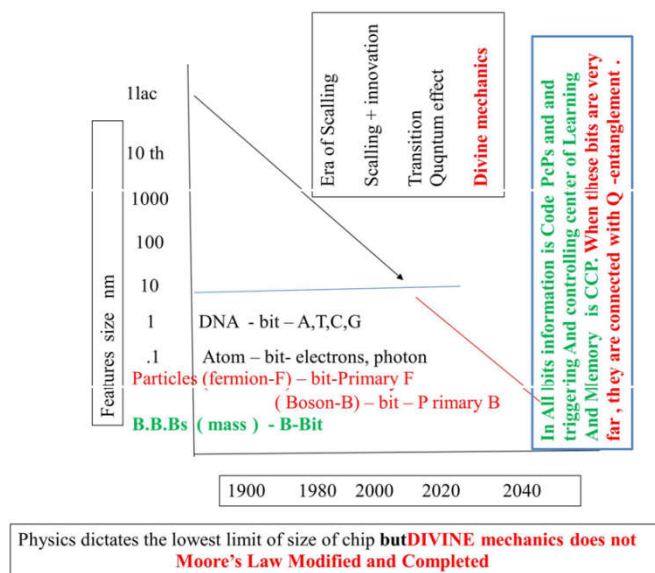 1lac
10 th
1000
100
10
1
.1
Features size nm
Era of Scalling
Scalling + innovation
Transition
Quqntum effect
Divine mechanics
DNA - bit – A,T,C,G
Atom – bit- electrons, photon
Particles (fermion-F) – bit-Primary F
( Boson-B) – bit – P rimary B
B.B.Bs ( mass ) - B-Bit
In All bits information is Code PcPs and and
triggering And controlling center of Learning
And Memory is CCP. When these bits are very
far , they are connected with Q -entanglement .
1900 1980 2000 2020 2040
Physics dictates the lowest limit of size of chip butDIVINE mechanics does not
Moore's Law Modified and Completed